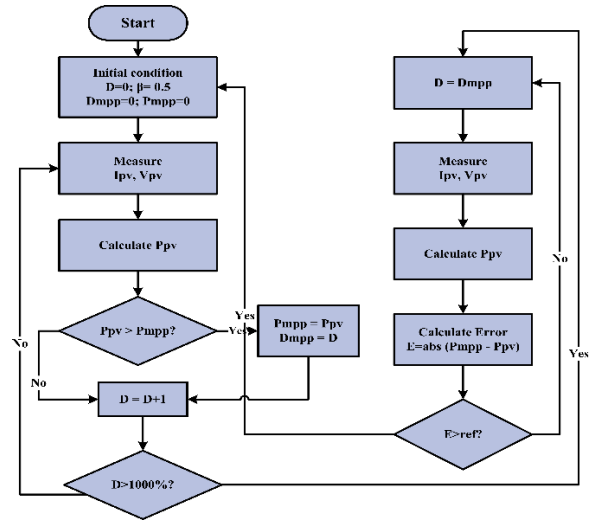 Start
Initial condition
D=0; β= 0.5
Dmpp=0; Pmpp=0
Measure
Ipv, Vpv
Calculate Ppv
Ppv > Pmpp?
Yes
Yes
Pmpp = Ppv
Dmpp = D
No
No
D = D+1
D>1000%?
D = Dmpp
Measure
Ipv, Vpv
Calculate Ppv
No
Calculate Error
E=abs (Pmpp - Ppv)
Yes
E>ref?